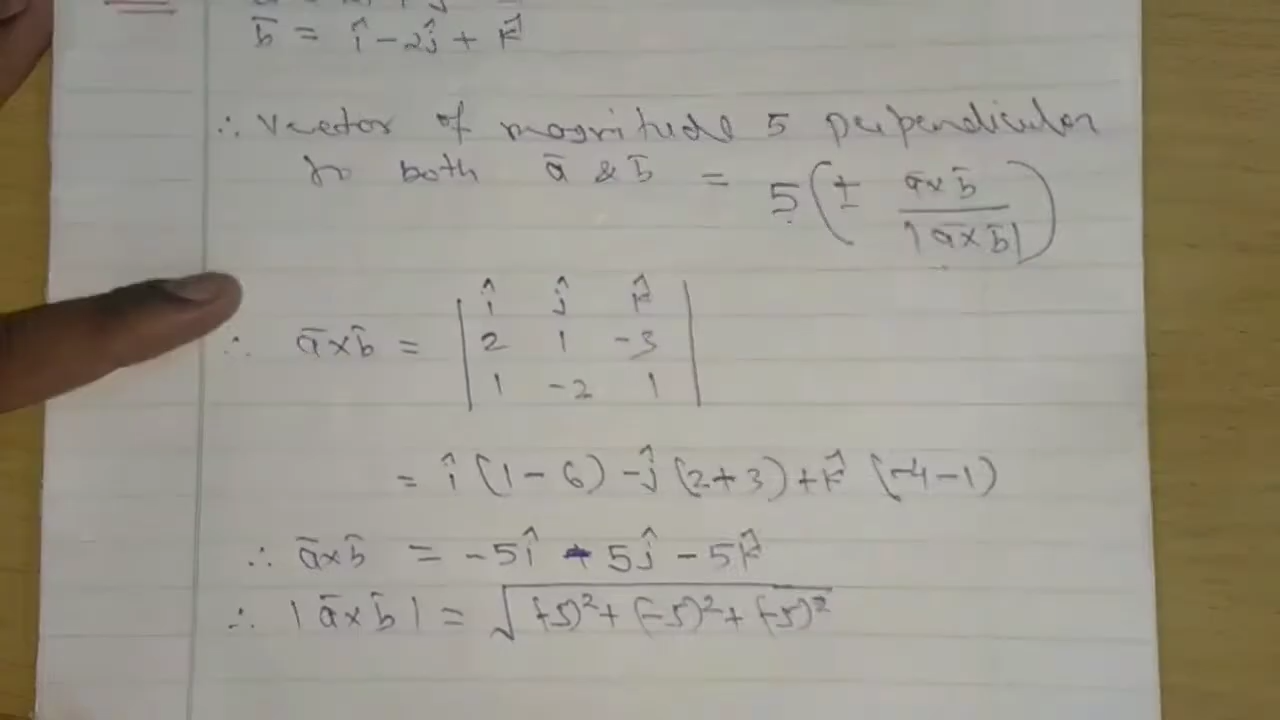 b̄ = î - 2ĵ + k̂
∴ vector of magnitude 5 perpendicular
to both ā & b̄ = 5(± ā×b̄ / |ā×b̄|)
∴ ā×b̄ = | î ĵ k̂ |
| 2 1 -3 |
| 1 -2 1 |
= î (1-6) - ĵ (2+3) + k̂ (-4-1)
∴ ā×b̄ = -5î - 5ĵ - 5k̂
∴ |ā×b̄| = √((-5)² + (-5)² + (-5)²)